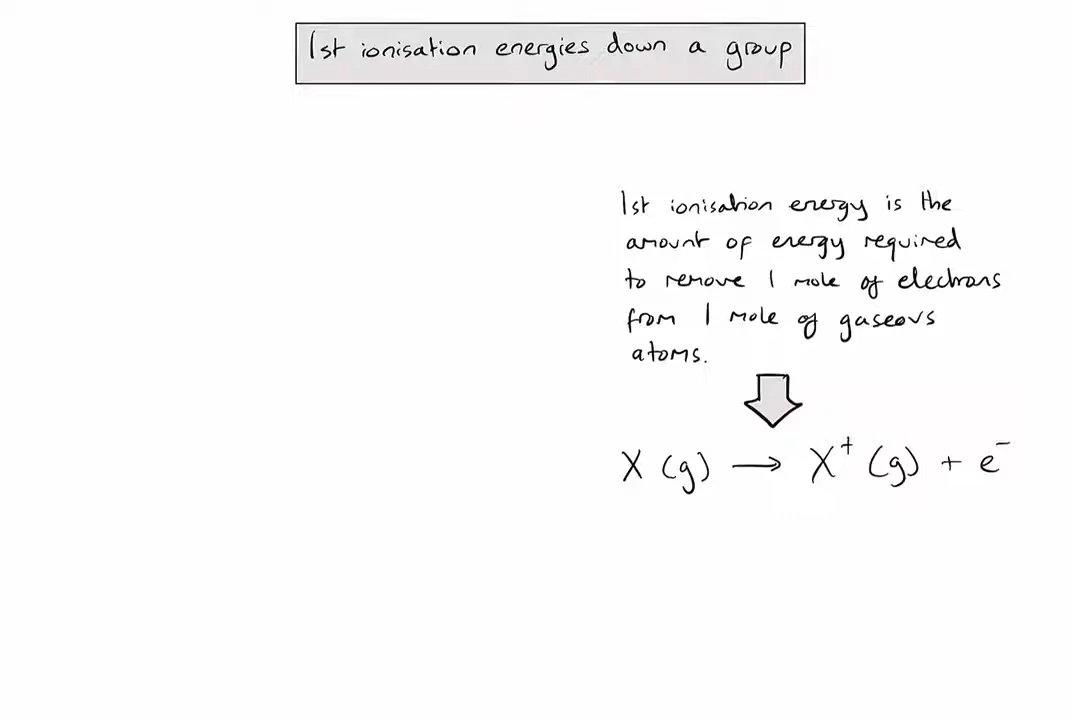 1st ionisation energies down a group
1st ionisation energy is the
amount of energy required
to remove 1 mole of electrons
from 1 mole of gaseous
atoms.
X (g) → X⁺ (g) + e⁻